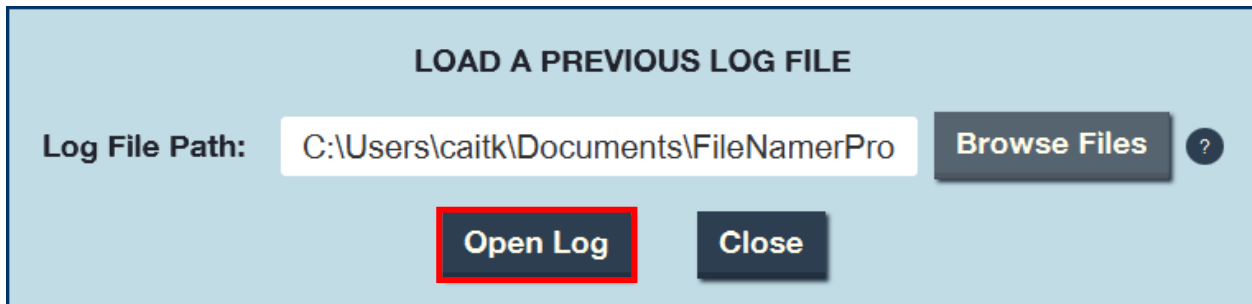 LOAD A PREVIOUS LOG FILE
Log File Path: C:\Users\caitk\Documents\FileNamerPro Browse Files ?
Open Log Close